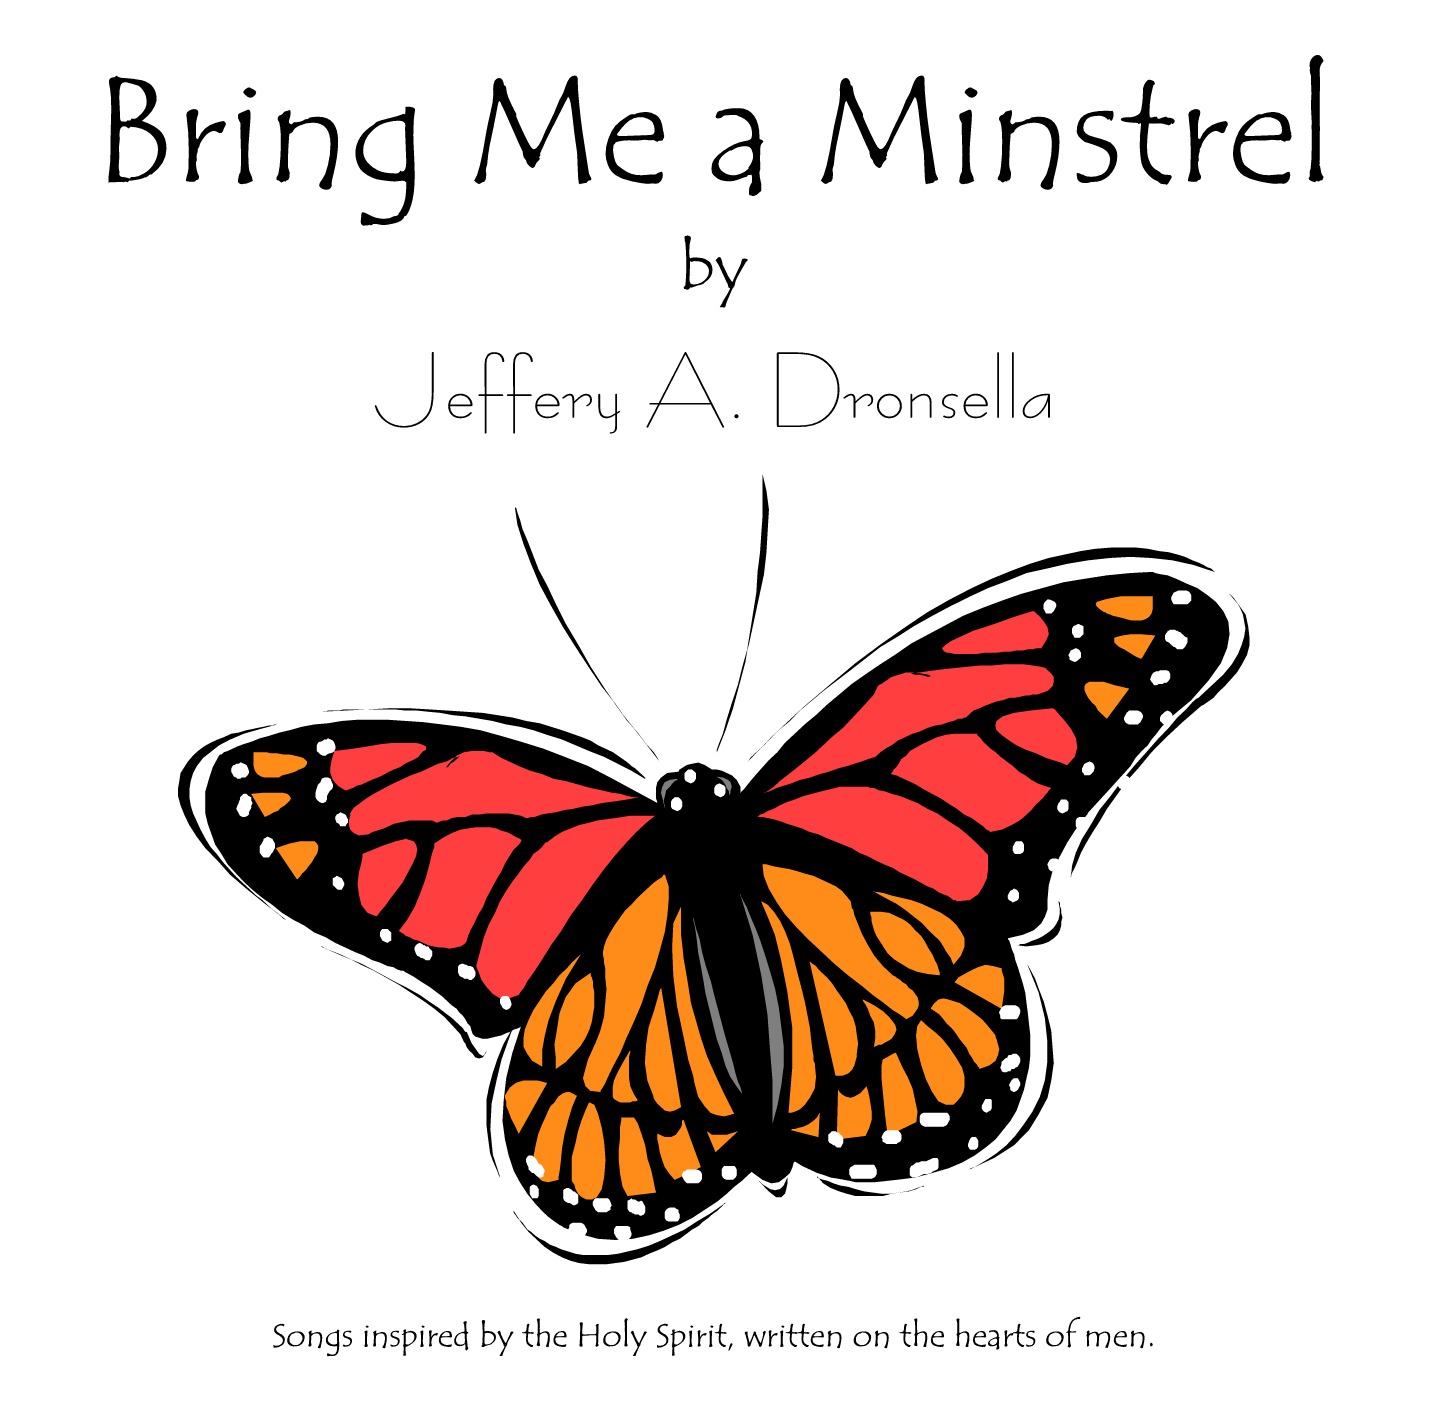 Bring Me a Minstrel
by
Jeffery A. Dronsella
Songs inspired by the Holy Spirit, written on the hearts of men.